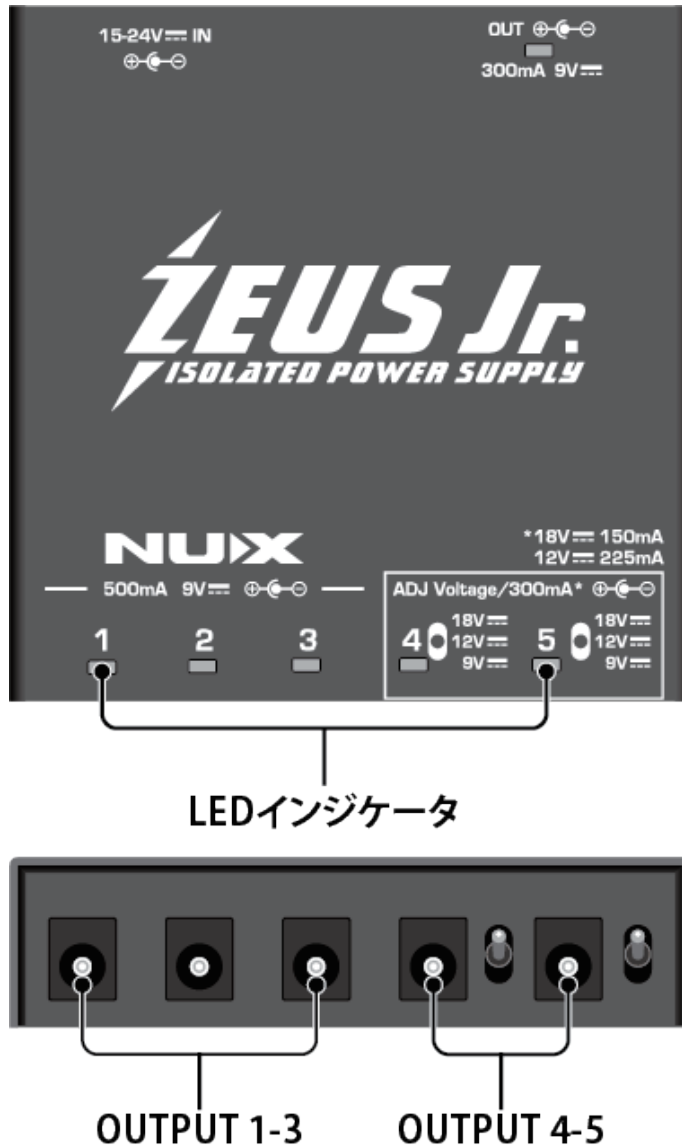 15-24V⎓ IN
⊕-●-⊖
OUT ⊕-●-⊖
300mA 9V⎓
ZEUS Jr.
ISOLATED POWER SUPPLY
NUX
500mA 9V⎓ ⊕-●-⊖
1 2 3
*18V⎓ 150mA
12V⎓ 225mA
ADJ Voltage/300mA* ⊕-●-⊖
4 18V⎓ 12V⎓ 9V⎓
5 18V⎓ 12V⎓ 9V⎓
LEDインジケータ
OUTPUT 1-3
OUTPUT 4-5